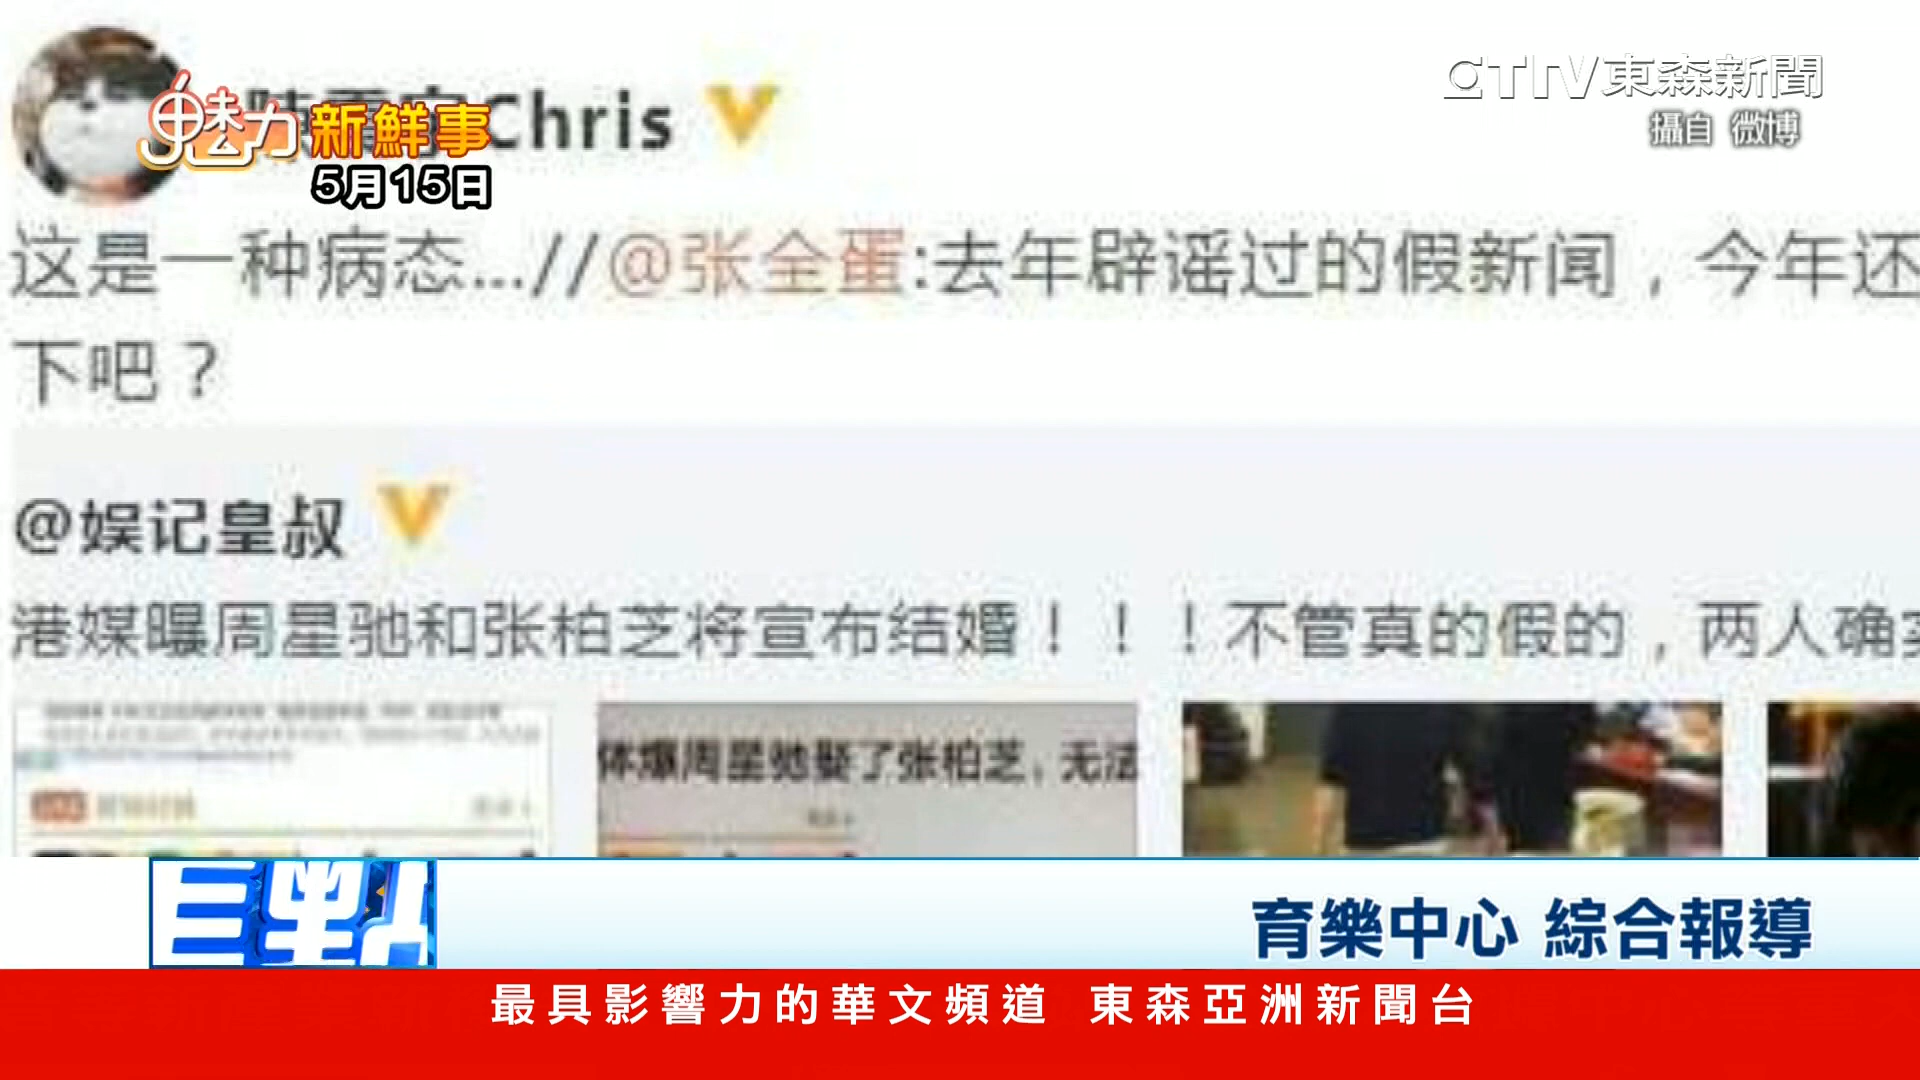 Chris
CTiTV東森新聞
攝自 微博
魅力新鮮事
5月15日
这是一种病态...//@张全蛋:去年辟谣过的假新闻，今年还
下吧？
@娱记皇叔
港媒曝周星驰和张柏芝将宣布结婚！！！不管真的假的，两人确实
体爆周星驰娶了张柏芝，无法
育樂中心 綜合報導
最具影響力的華文頻道 東森亞洲新聞台